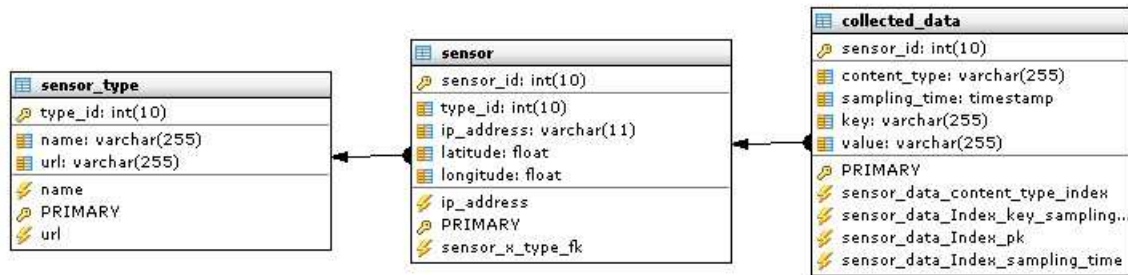 sensor_type
type_id: int(10)
name: varchar(255)
url: varchar(255)
name
PRIMARY
url
sensor
sensor_id: int(10)
type_id: int(10)
ip_address: varchar(11)
latitude: float
longitude: float
ip_address
PRIMARY
sensor_x_type_fk
collected_data
sensor_id: int(10)
content_type: varchar(255)
sampling_time: timestamp
key: varchar(255)
value: varchar(255)
PRIMARY
sensor_data_content_type_index
sensor_data_Index_key_sampling...
sensor_data_Index_pk
sensor_data_Index_sampling_time